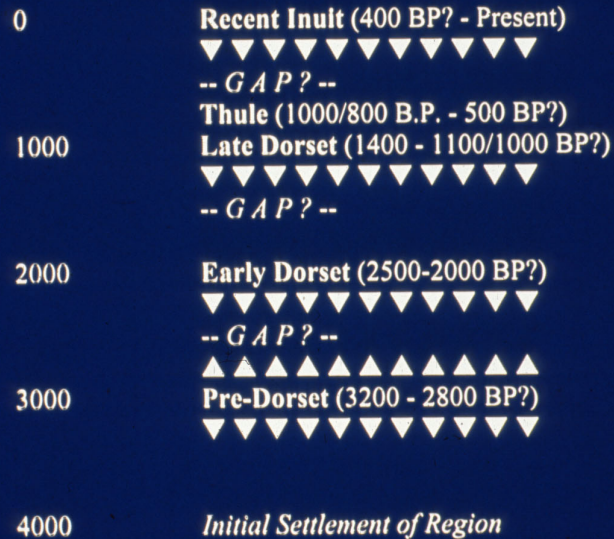 0 Recent Inuit (400 BP? - Present)
-- G A P ? --
Thule (1000/800 B.P. - 500 BP?)
1000 Late Dorset (1400 - 1100/1000 BP?)
-- G A P ? --
2000 Early Dorset (2500-2000 BP?)
-- G A P ? --
3000 Pre-Dorset (3200 - 2800 BP?)
4000 Initial Settlement of Region